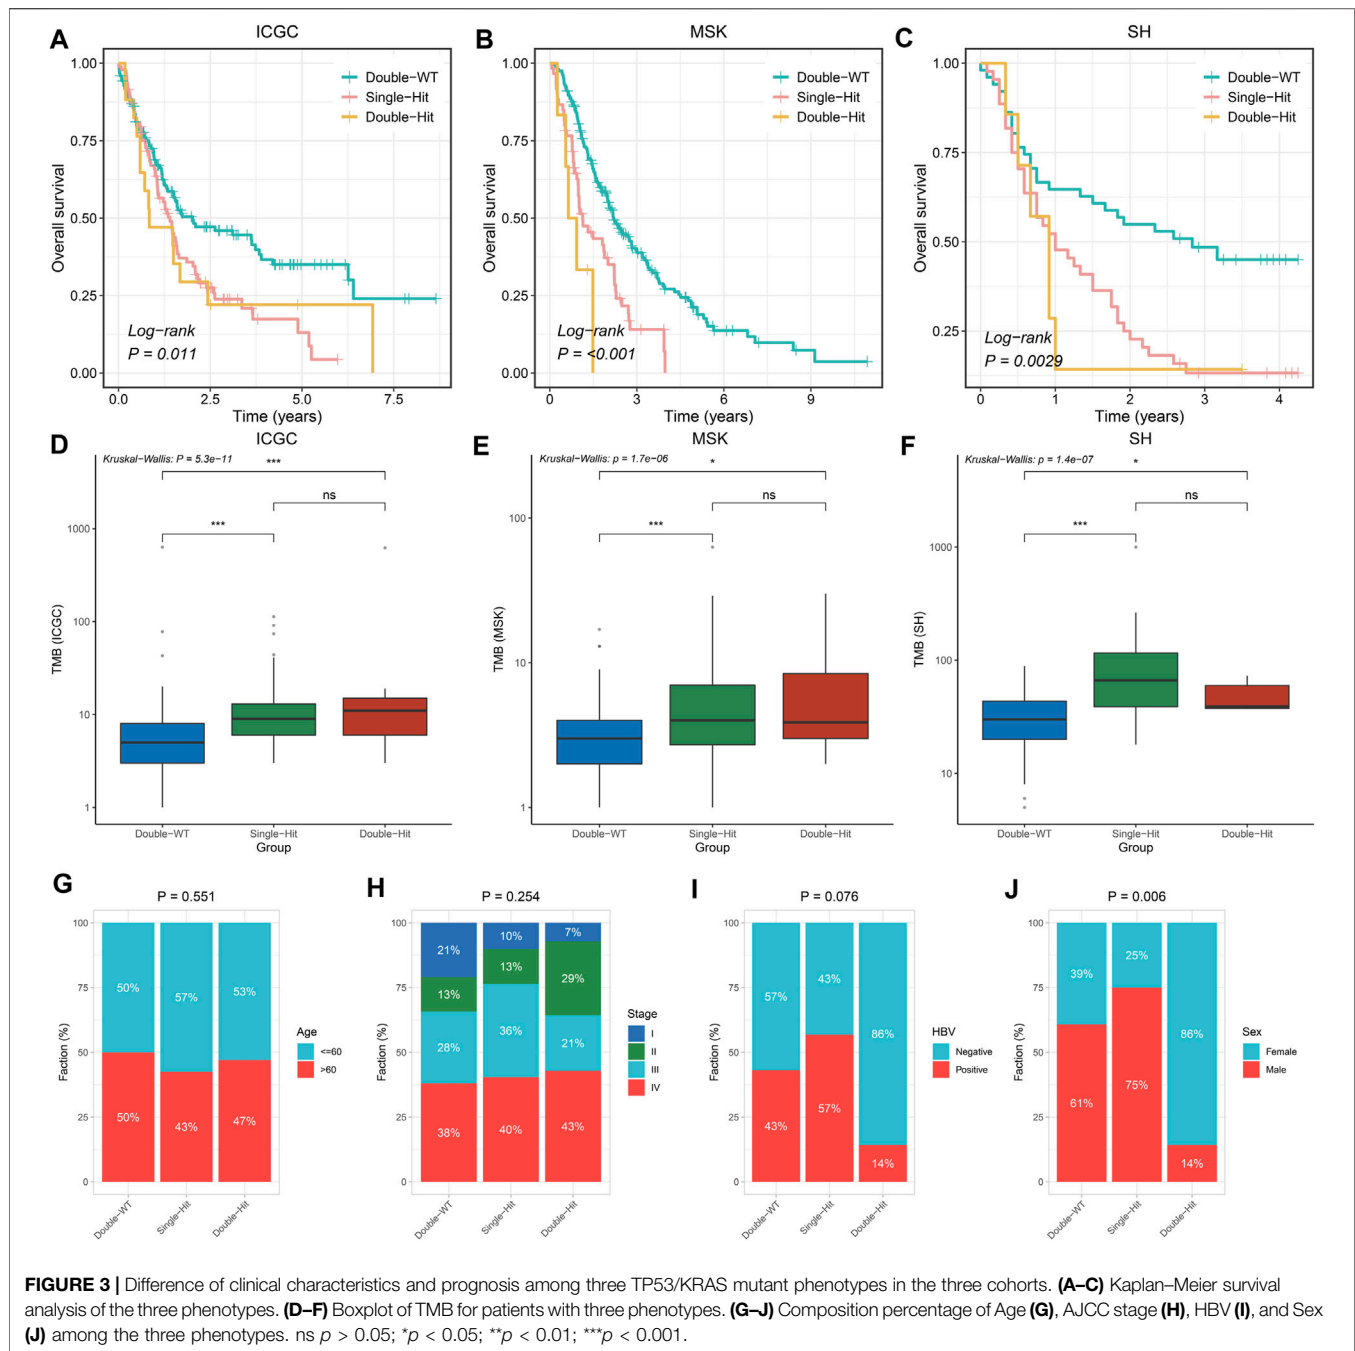 A
ICGC
1.00
0.75
0.50
0.25
0.00
Overall survival
Double−WT
Single−Hit
Double−Hit
Log−rank
P = 0.011
0.0 2.5 5.0 7.5
Time (years)
B
MSK
1.00
0.75
0.50
0.25
0.00
Overall survival
Double−WT
Single−Hit
Double−Hit
Log−rank
P = <0.001
0 3 6 9
Time (years)
C
SH
1.00
0.75
0.50
0.25
Overall survival
Double−WT
Single−Hit
Double−Hit
Log−rank
P = 0.0029
0 1 2 3 4
Time (years)
D
ICGC
Kruskal−Wallis: P = 5.3e−11
***
ns
***
1000
100
10
1
TMB (ICGC)
Double−WT Single−Hit Double−Hit
Group
E
MSK
Kruskal−Wallis: p = 1.7e−06
*
ns
***
100
10
1
TMB (MSK)
Double−WT Single−Hit Double−Hit
Group
F
SH
Kruskal−Wallis: p = 1.4e−07
*
ns
***
1000
100
10
TMB (SH)
Double−WT Single−Hit Double−Hit
Group
G
P = 0.551
100
75
50
25
0
Faction (%)
50% 57% 53%
50% 43% 47%
Double−WT Single−Hit Double−Hit
Age
<=60
>60
H
P = 0.254
100
75
50
25
0
Faction (%)
21% 10% 7%
13% 13% 29%
28% 36% 21%
38% 40% 43%
Double−WT Single−Hit Double−Hit
Stage
I
II
III
IV
I
P = 0.076
100
75
50
25
0
Faction (%)
57% 43% 86%
43% 57% 14%
Double−WT Single−Hit Double−Hit
HBV
Negative
Positive
J
P = 0.006
100
75
50
25
0
Faction (%)
39% 25% 86%
61% 75% 14%
Double−WT Single−Hit Double−Hit
Sex
Female
Male
FIGURE 3 | Difference of clinical characteristics and prognosis among three TP53/KRAS mutant phenotypes in the three cohorts. (A–C) Kaplan–Meier survival
analysis of the three phenotypes. (D–F) Boxplot of TMB for patients with three phenotypes. (G–J) Composition percentage of Age (G), AJCC stage (H), HBV (I), and Sex
(J) among the three phenotypes. ns p > 0.05; *p < 0.05; **p < 0.01; ***p < 0.001.